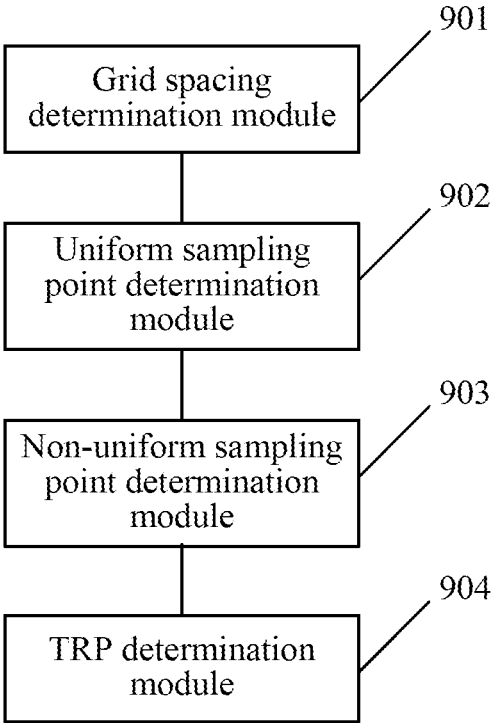 901
Grid spacing
determination module
902
Uniform sampling
point determination
module
903
Non-uniform sampling
point determination
module
904
TRP determination
module